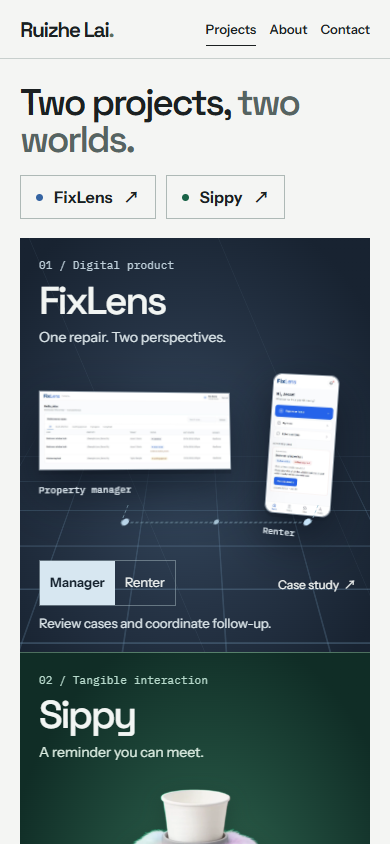 Ruizhe Lai.
Projects About Contact
Two projects, two
worlds.
FixLens ↗
Sippy ↗
01 / Digital product
FixLens
One repair. Two perspectives.
FixLens
Property manager
Renter
Manager Renter
Case study ↗
Review cases and coordinate follow-up.
02 / Tangible interaction
Sippy
A reminder you can meet.